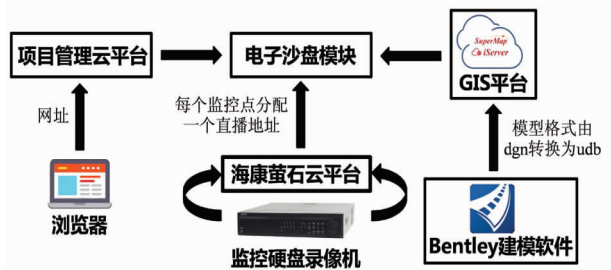 项目管理云平台
电子沙盘模块
SuperMap
iServer
GIS平台
网址
每个监控点分配
一个直播地址
模型格式由
dgn转换为udb
海康萤石云平台
浏览器
监控硬盘录像机
Bentley建模软件